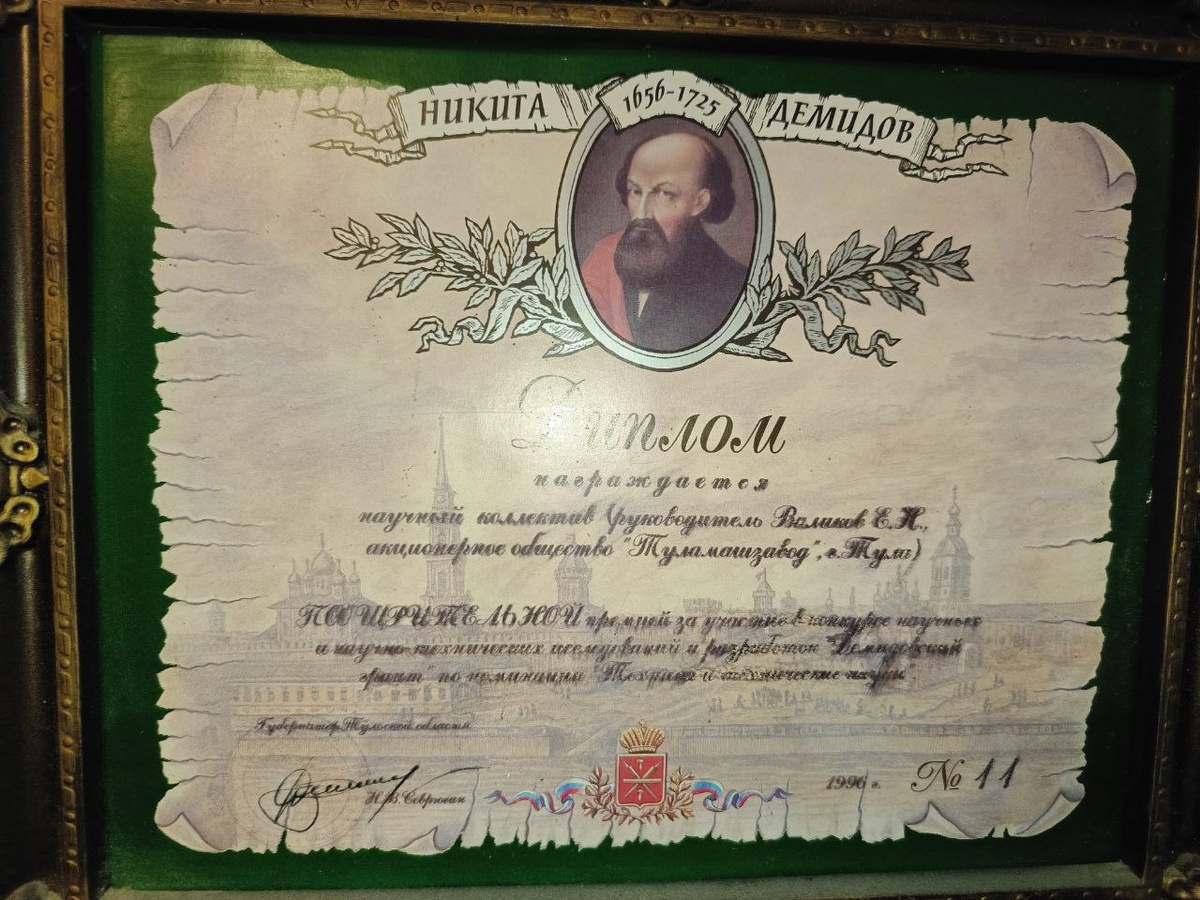 НИКИТА 1656-1725 ДЕМИДОВ
Диплом
награждается
научный коллектив (руководитель Валиков Е.Н.,
акционерное общество "Туламашзавод", г. Тула)
ПООЩРИТЕЛЬНОЙ премией за участие в конкурсе научных
и научно-технических исследований и разработок "Демидовский
грант" по номинации "Техника и технические науки".
Губернатор Тульской области
Н.В.Севрюгин
1996 г. № 11